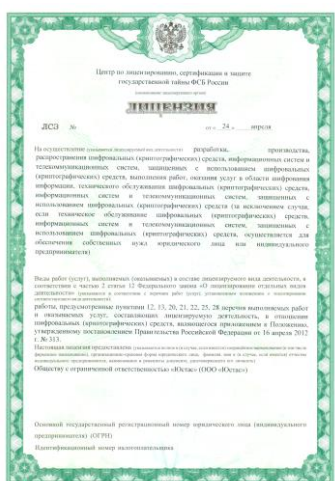 Центр по лицензированию, сертификации и защите
государственной тайны ФСБ России
(наименование лицензирующего органа)
ЛИЦЕНЗИЯ
ЛСЗ № от « 24 » апреля
На осуществление (указывается лицензируемый вид деятельности) разработки, производства,
распространения шифровальных (криптографических) средств, информационных систем и
телекоммуникационных систем, защищенных с использованием шифровальных
(криптографических) средств, выполнения работ, оказания услуг в области шифрования
информации, технического обслуживания шифровальных (криптографических) средств,
информационных систем и телекоммуникационных систем, защищенных с
использованием шифровальных (криптографических) средств (за исключением случая,
если техническое обслуживание шифровальных (криптографических) средств,
информационных систем и телекоммуникационных систем, защищенных с
использованием шифровальных (криптографических) средств, осуществляется для
обеспечения собственных нужд юридического лица или индивидуального
предпринимателя)
Виды работ (услуг), выполняемых (оказываемых) в составе лицензируемого вида деятельности, в
соответствии с частью 2 статьи 12 Федерального закона «О лицензировании отдельных видов
деятельности»
работы, предусмотренные пунктами 12, 13, 20, 21, 22, 25, 28 перечня выполняемых работ
и оказываемых услуг, составляющих лицензируемую деятельность, в отношении
шифровальных (криптографических) средств, являющегося приложением к Положению,
утвержденному постановлением Правительства Российской Федерации от 16 апреля 2012
г. № 313.
Настоящая лицензия предоставлена
Обществу с ограниченной ответственностью «Юстас» (ООО «Юстас»)
Основной государственный регистрационный номер юридического лица (индивидуального
предпринимателя) (ОГРН)
Идентификационный номер налогоплательщика